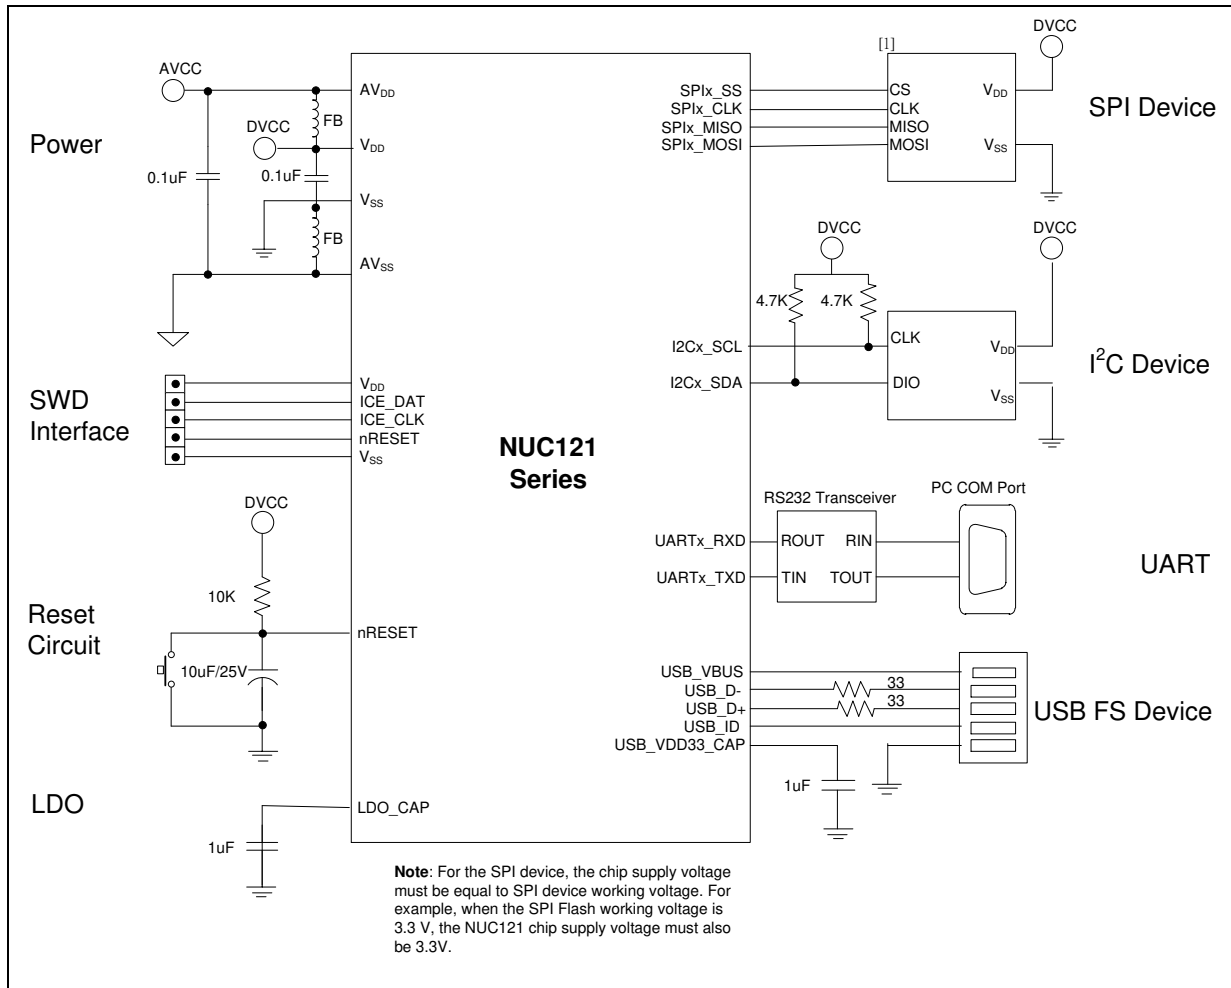 Power
AVCC
AVDD
FB
DVCC
VDD
0.1uF
0.1uF
VSS
FB
AVSS
SWD
Interface
VDD
ICE_DAT
ICE_CLK
nRESET
VSS
Reset
Circuit
DVCC
10K
nRESET
10uF/25V
LDO
LDO_CAP
1uF
NUC121
Series
SPIx_SS
SPIx_CLK
SPIx_MISO
SPIx_MOSI
[1]
CS
CLK
MISO
MOSI
VDD
VSS
DVCC
SPI Device
DVCC
4.7K
4.7K
I2Cx_SCL
I2Cx_SDA
CLK
DIO
VDD
VSS
DVCC
I²C Device
RS232 Transceiver
PC COM Port
UARTx_RXD
UARTx_TXD
ROUT
RIN
TIN
TOUT
UART
USB_VBUS
USB_D-
USB_D+
USB_ID
USB_VDD33_CAP
33
33
1uF
USB FS Device
Note: For the SPI device, the chip supply voltage
must be equal to SPI device working voltage. For
example, when the SPI Flash working voltage is
3.3 V, the NUC121 chip supply voltage must also
be 3.3V.